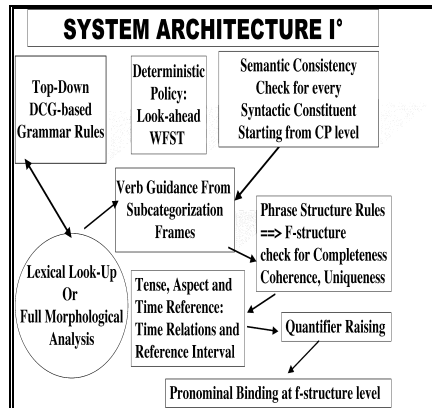 SYSTEM ARCHITECTURE I°
Top-Down
DCG-based
Grammar Rules
Deterministic
Policy:
Look-ahead
WFST
Semantic Consistency
Check for every
Syntactic Constituent
Starting from CP level
Verb Guidance From
Subcategorization
Frames
Phrase Structure Rules
==> F-structure
check for Completeness
Coherence, Uniqueness
Lexical Look-Up
Or
Full Morphological
Analysis
Tense, Aspect and
Time Reference:
Time Relations and
Reference Interval
Quantifier Raising
Pronominal Binding at f-structure level